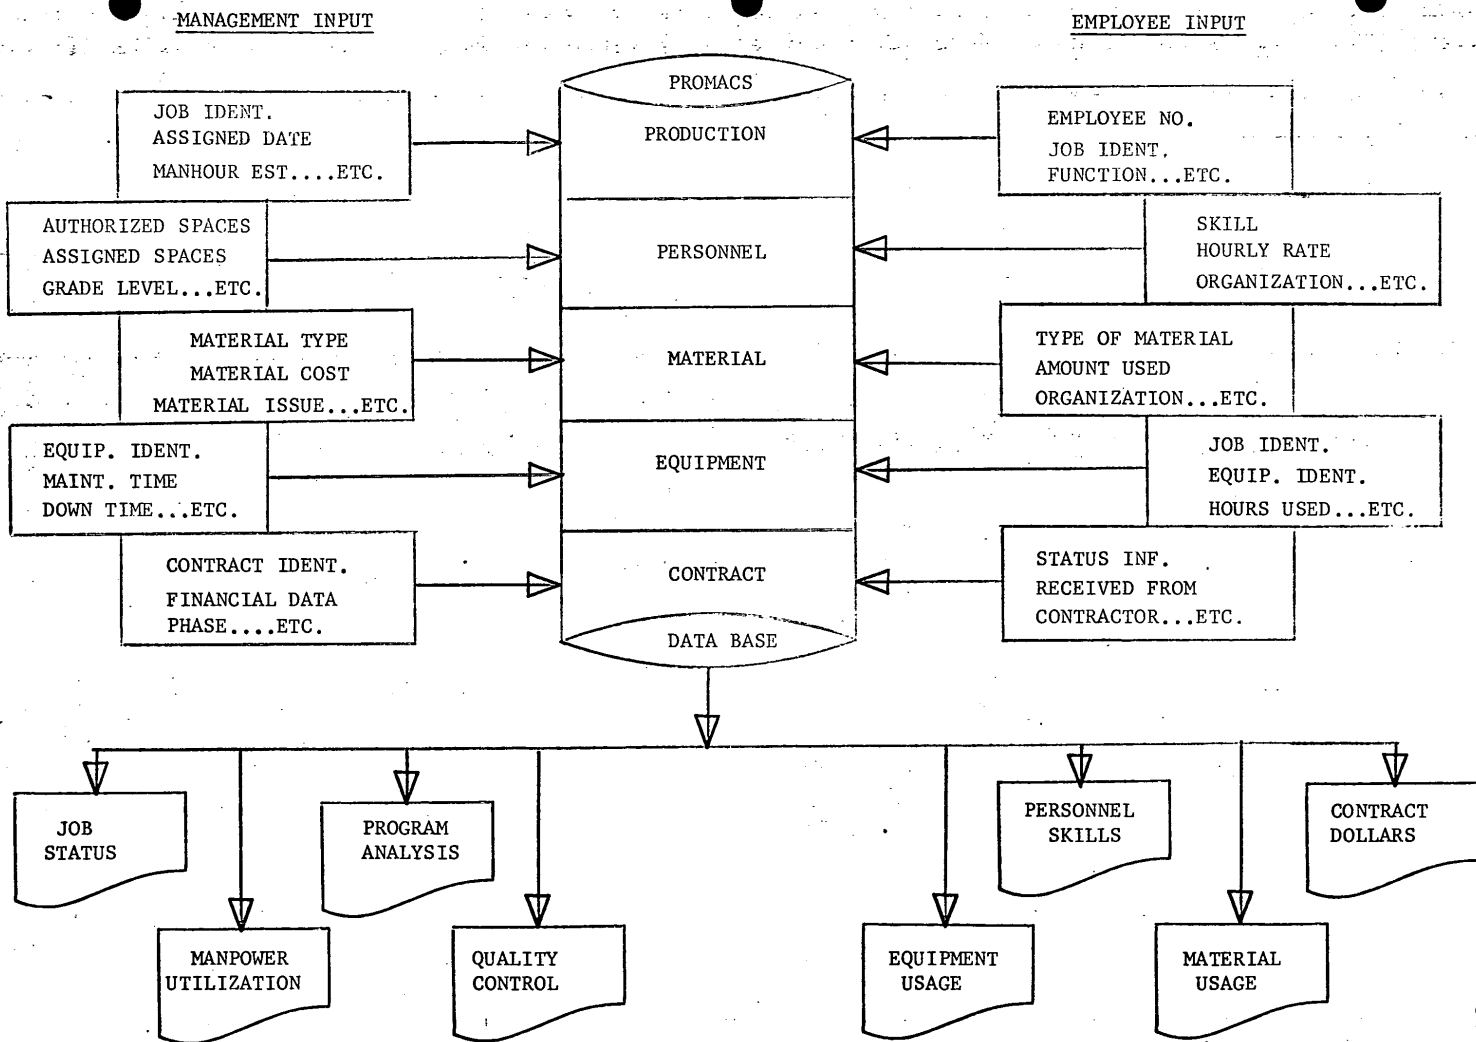 MANAGEMENT INPUT
EMPLOYEE INPUT
PROMACS
PRODUCTION
PERSONNEL
MATERIAL
EQUIPMENT
CONTRACT
DATA BASE
JOB IDENT.
ASSIGNED DATE
MANHOUR EST....ETC.
AUTHORIZED SPACES
ASSIGNED SPACES
GRADE LEVEL...ETC.
MATERIAL TYPE
MATERIAL COST
MATERIAL ISSUE...ETC.
EQUIP. IDENT.
MAINT. TIME
DOWN TIME...ETC.
CONTRACT IDENT.
FINANCIAL DATA
PHASE....ETC.
EMPLOYEE NO.
JOB IDENT.
FUNCTION...ETC.
SKILL
HOURLY RATE
ORGANIZATION...ETC.
TYPE OF MATERIAL
AMOUNT USED
ORGANIZATION...ETC.
JOB IDENT.
EQUIP. IDENT.
HOURS USED...ETC.
STATUS INF.
RECEIVED FROM
CONTRACTOR...ETC.
JOB
STATUS
MANPOWER
UTILIZATION
PROGRAM
ANALYSIS
QUALITY
CONTROL
EQUIPMENT
USAGE
PERSONNEL
SKILLS
MATERIAL
USAGE
CONTRACT
DOLLARS